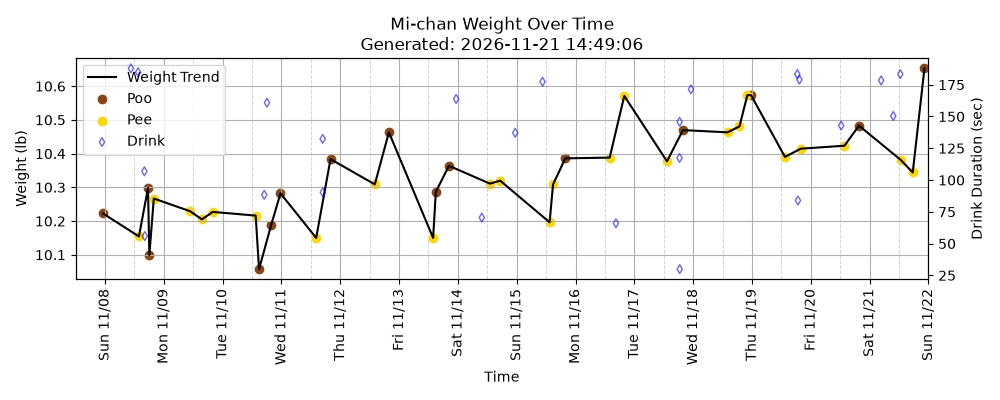 Mi-chan Weight Over Time
Generated: 2026-11-21 14:49:06
Weight Trend
Poo
Pee
Drink
Weight (lb)
10.6
10.5
10.4
10.3
10.2
10.1
Drink Duration (sec)
175
150
125
100
75
50
25
Sun 11/08
Mon 11/09
Tue 11/10
Wed 11/11
Thu 11/12
Fri 11/13
Sat 11/14
Sun 11/15
Mon 11/16
Tue 11/17
Wed 11/18
Thu 11/19
Fri 11/20
Sat 11/21
Sun 11/22
Time